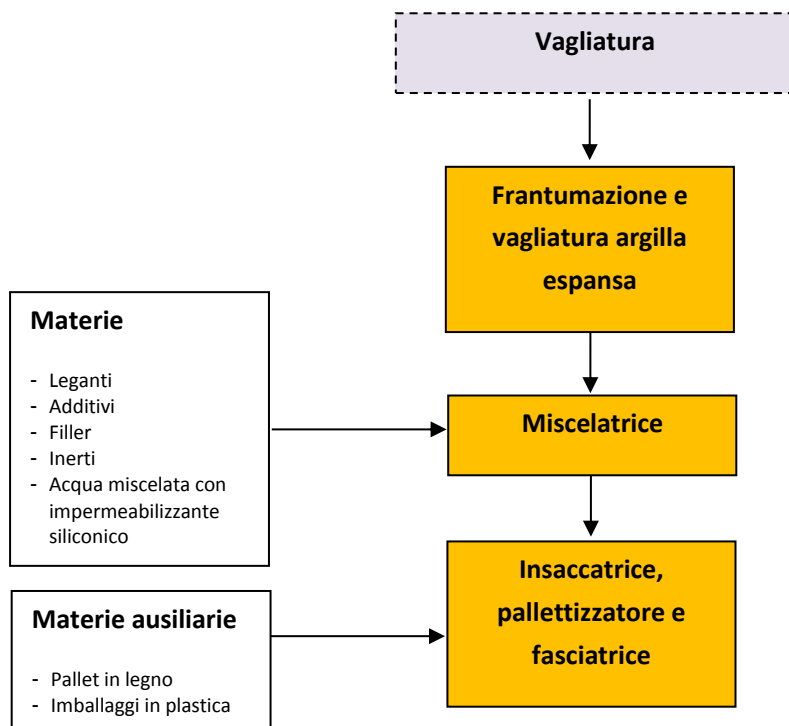 Vagliatura
Frantumazione e
vagliatura argilla
espansa
Materie
- Leganti
- Additivi
- Filler
- Inerti
- Acqua miscelata con
impermeabilizzante
siliconico
Miscelatrice
Insaccatrice,
pallettizzatore e
fasciatrice
Materie ausiliarie
- Pallet in legno
- Imballaggi in plastica